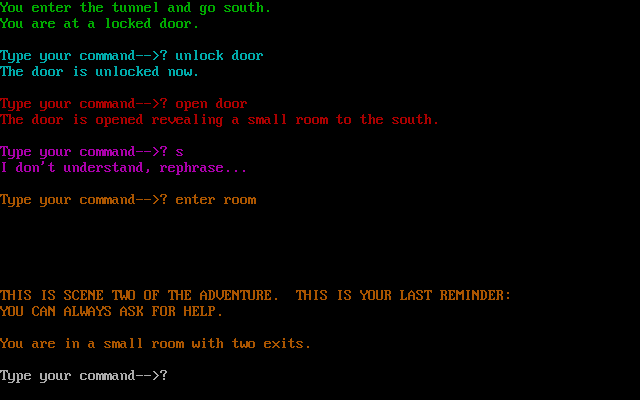 You enter the tunnel and go south.
You are at a locked door.
Type your command-->? unlock door
The door is unlocked now.
Type your command-->? open door
The door is opened revealing a small room to the south.
Type your command-->? s
I don't understand, rephrase...
Type your command-->? enter room
THIS IS SCENE TWO OF THE ADVENTURE.  THIS IS YOUR LAST REMINDER:
YOU CAN ALWAYS ASK FOR HELP.
You are in a small room with two exits.
Type your command-->?